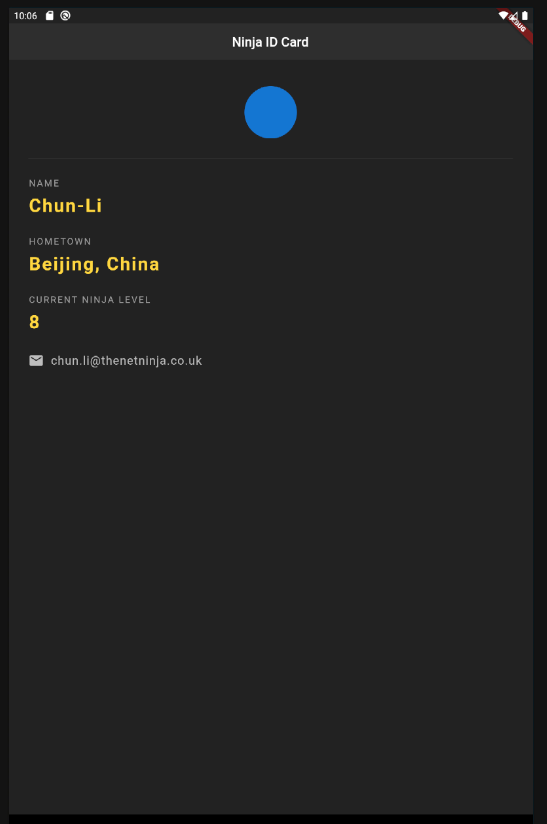 10:06
DEBUG
Ninja ID Card
NAME
Chun-Li
HOMETOWN
Beijing, China
CURRENT NINJA LEVEL
8
chun.li@thenetninja.co.uk